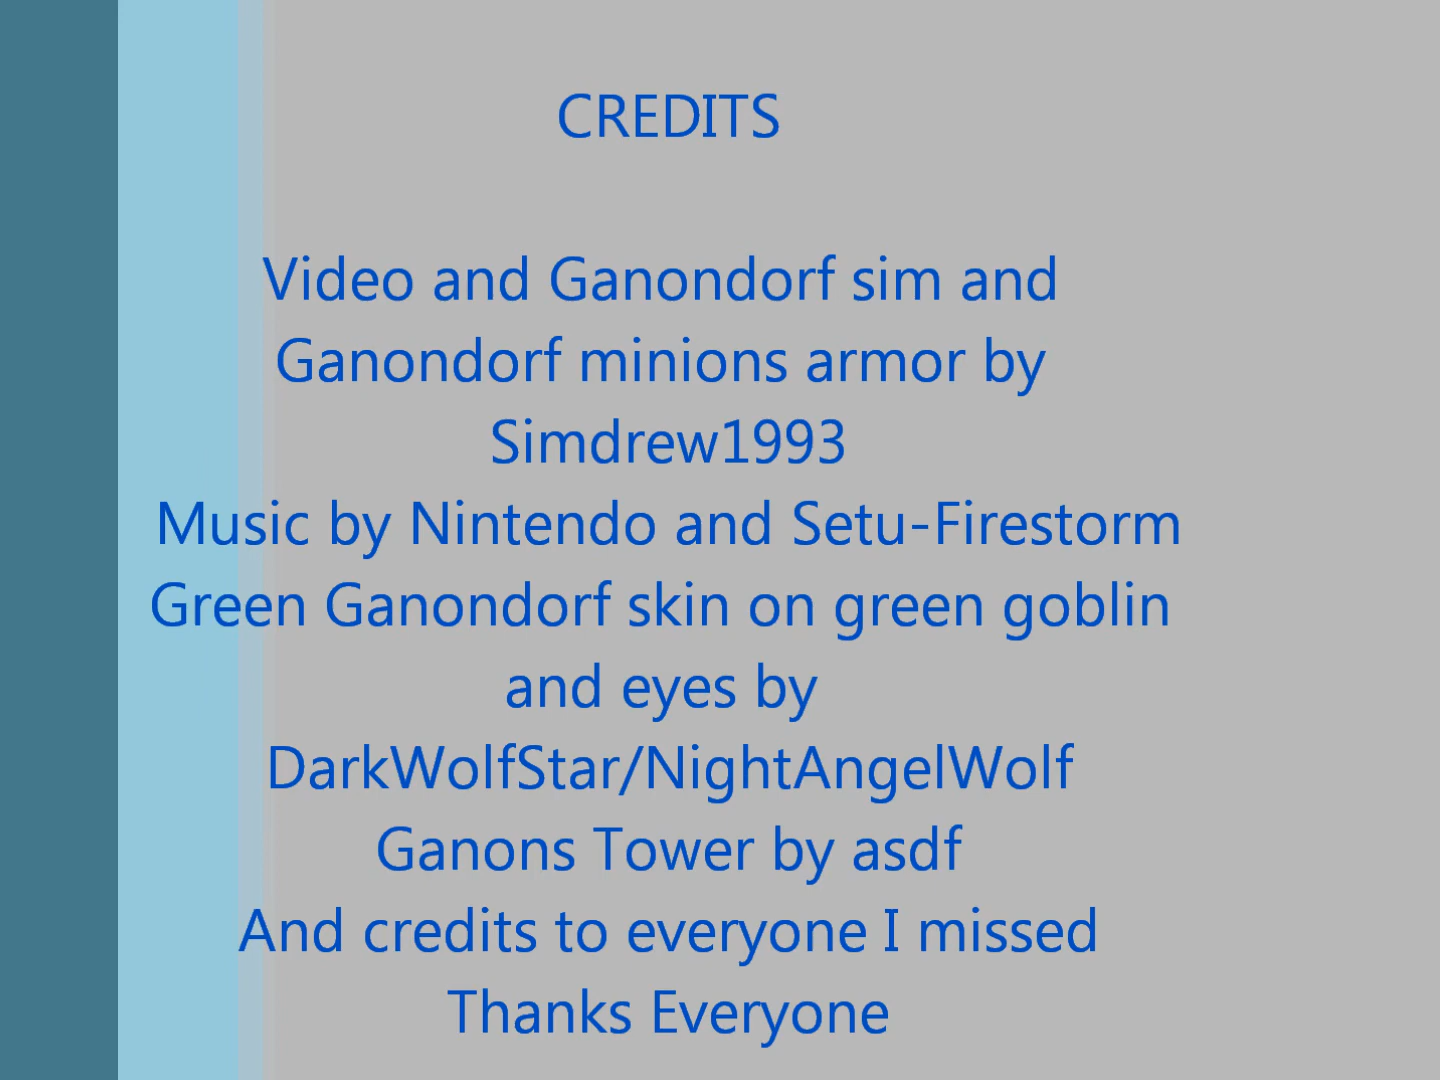 CREDITS
Video and Ganondorf sim and
Ganondorf minions armor by
Simdrew1993
Music by Nintendo and Setu-Firestorm
Green Ganondorf skin on green goblin
and eyes by
DarkWolfStar/NightAngelWolf
Ganons Tower by asdf
And credits to everyone I missed
Thanks Everyone